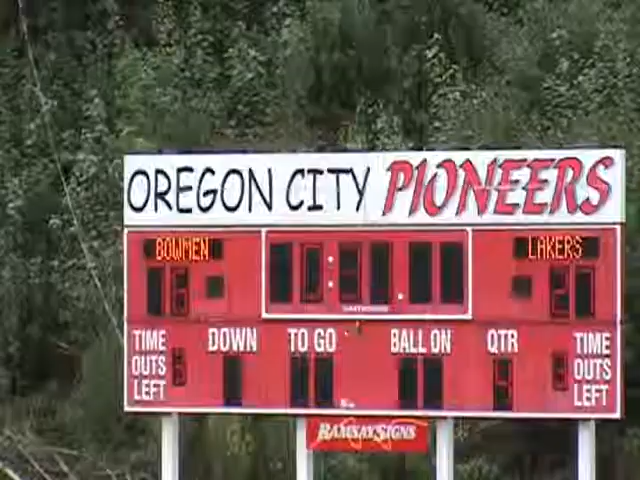 OREGON CITY PIONEERS
BOWMEN LAKERS
TIME OUTS LEFT
DOWN TO GO BALL ON QTR
TIME OUTS LEFT
RAMSAY SIGNS